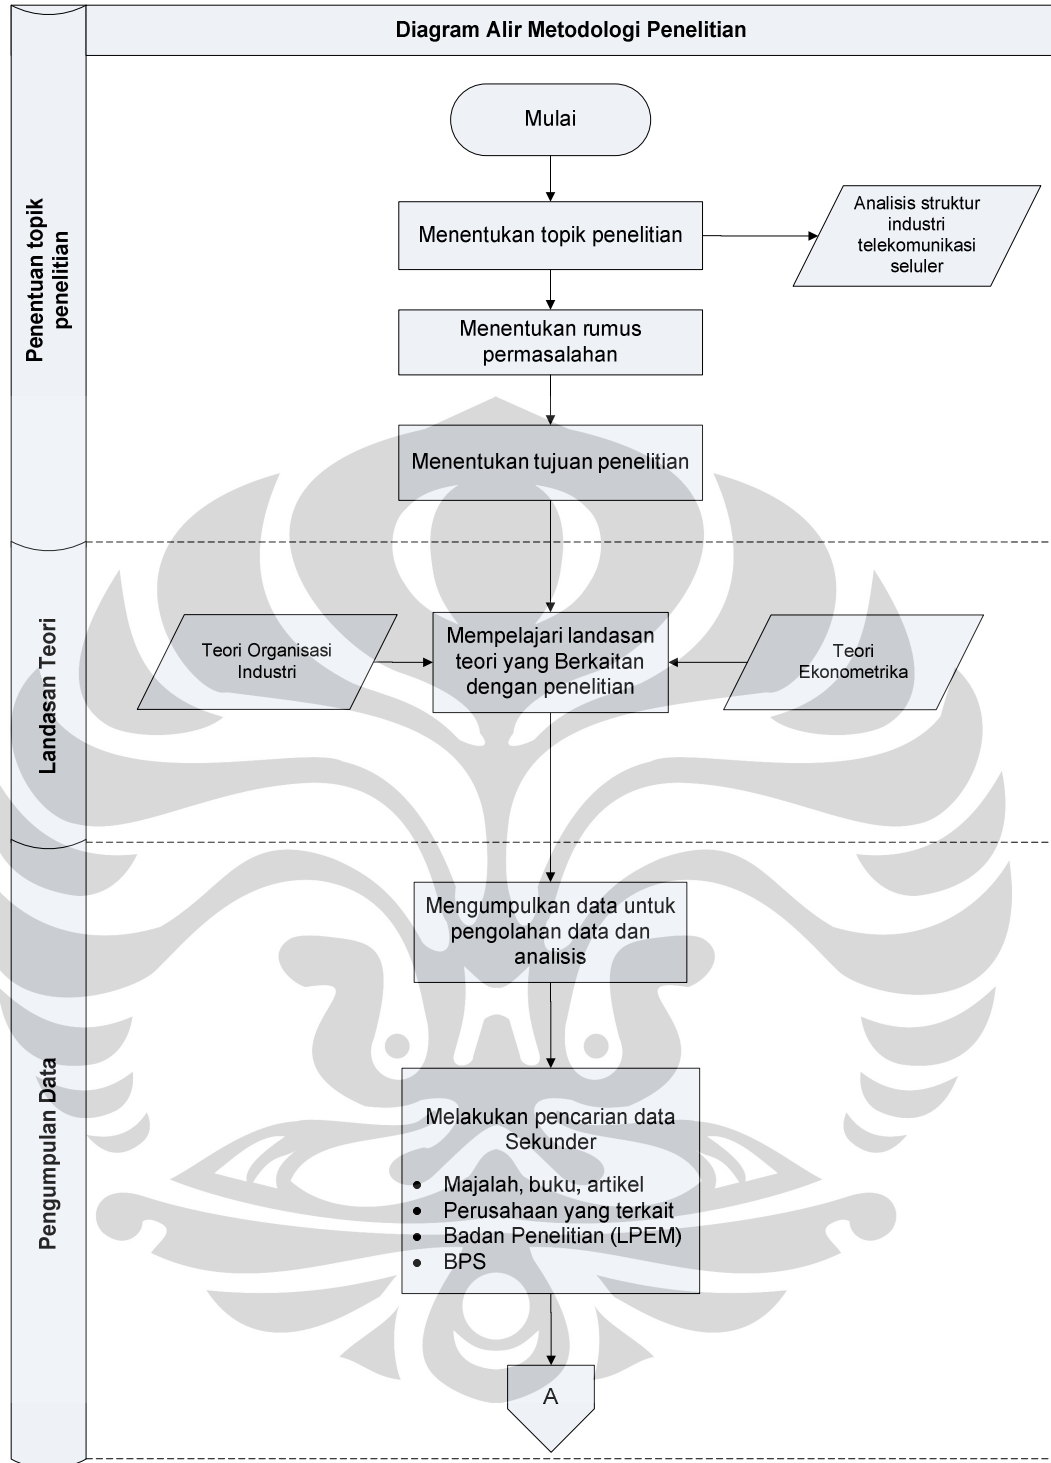 Diagram Alir Metodologi Penelitian
Penentuan topik
penelitian
Mulai
Menentukan topik penelitian
Analisis struktur
industri
telekomunikasi
seluler
Menentukan rumus
permasalahan
Menentukan tujuan penelitian
Landasan Teori
Teori Organisasi
Industri
Mempelajari landasan
teori yang Berkaitan
dengan penelitian
Teori
Ekonometrika
Pengumpulan Data
Mengumpulkan data untuk
pengolahan data dan
analisis
Melakukan pencarian data
Sekunder
• Majalah, buku, artikel
• Perusahaan yang terkait
• Badan Penelitian (LPEM)
• BPS
A